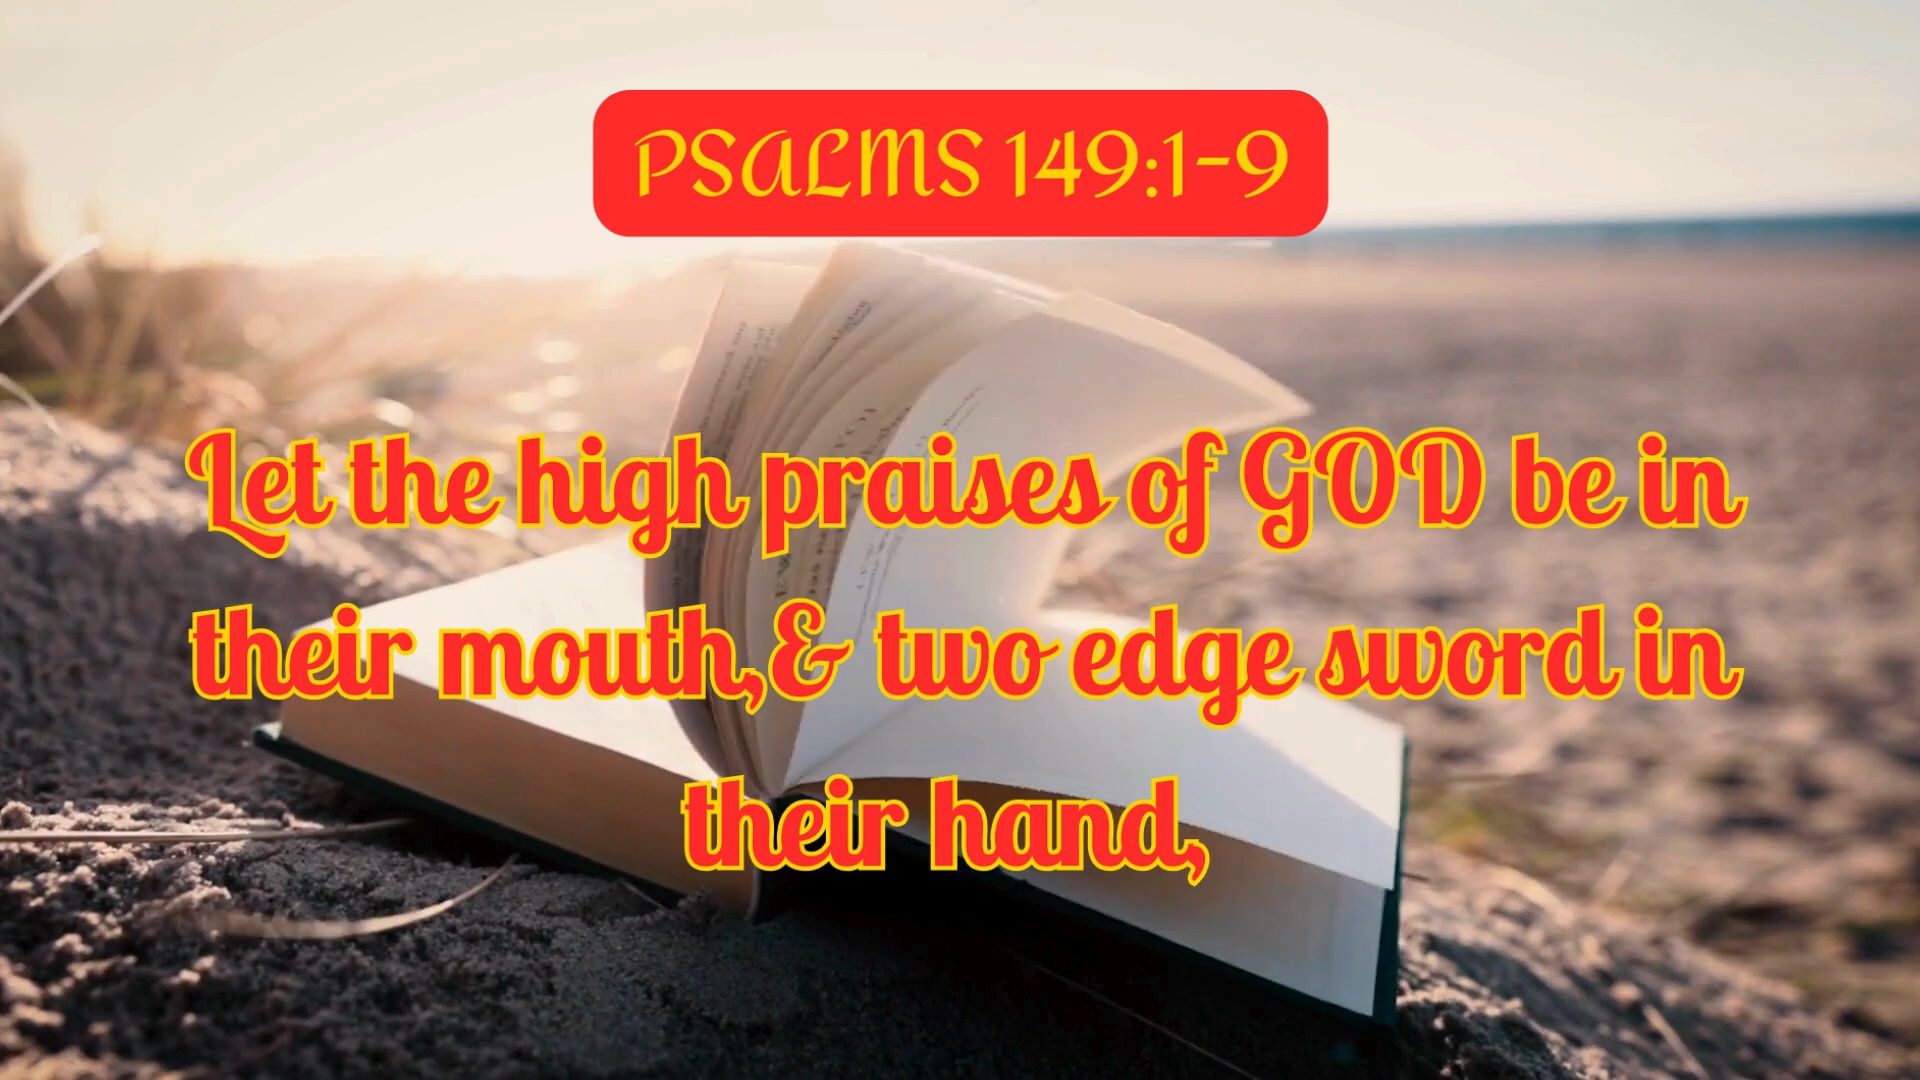 PSALMS 149:1-9
Let the high praises of GOD be in
their mouth,& two edge sword in
their hand,